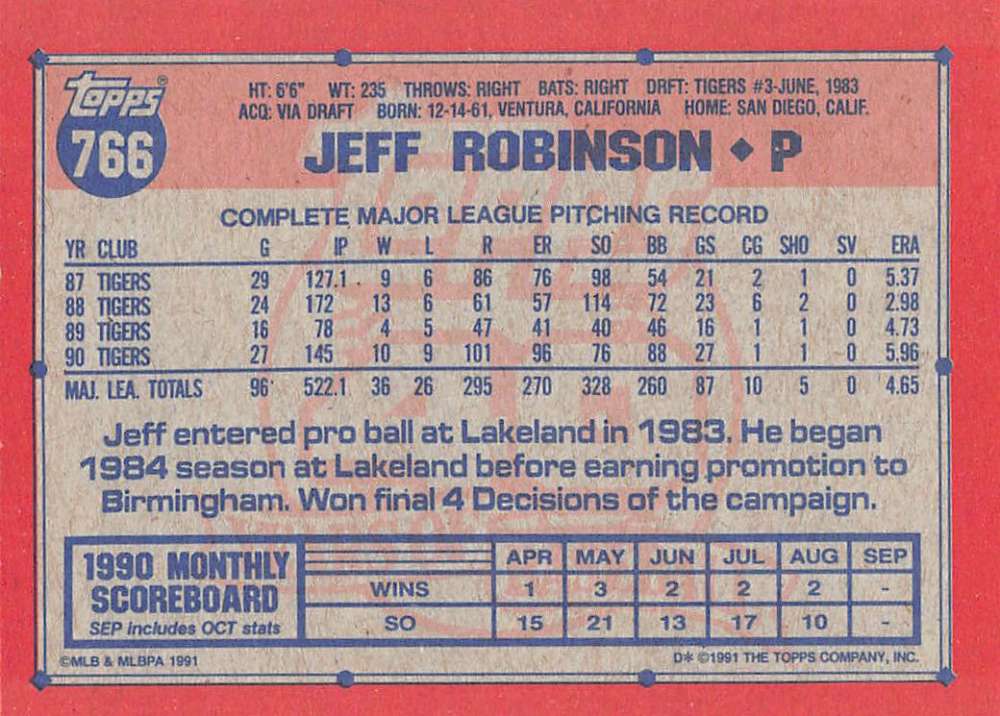 Topps®
766
HT: 6'6" WT: 235 THROWS: RIGHT BATS: RIGHT DRFT: TIGERS #3-JUNE, 1983
ACQ: VIA DRAFT BORN: 12-14-61, VENTURA, CALIFORNIA HOME: SAN DIEGO, CALIF.
JEFF ROBINSON ♦ P
COMPLETE MAJOR LEAGUE PITCHING RECORD
YR CLUB G IP W L R ER SO BB GS CG SHO SV ERA
87 TIGERS 29 127.1 9 6 86 76 98 54 21 2 1 0 5.37
88 TIGERS 24 172 13 6 61 57 114 72 23 6 2 0 2.98
89 TIGERS 16 78 4 5 47 41 40 46 16 1 1 0 4.73
90 TIGERS 27 145 10 9 101 96 76 88 27 1 1 0 5.96
MAJ. LEA. TOTALS 96 522.1 36 26 295 270 328 260 87 10 5 0 4.65
Jeff entered pro ball at Lakeland in 1983. He began
1984 season at Lakeland before earning promotion to
Birmingham. Won final 4 Decisions of the campaign.
1990 MONTHLY
SCOREBOARD
SEP includes OCT stats
APR MAY JUN JUL AUG SEP
WINS 1 3 2 2 2 -
SO 15 21 13 17 10 -
©MLB & MLBPA 1991
D* ©1991 THE TOPPS COMPANY, INC.